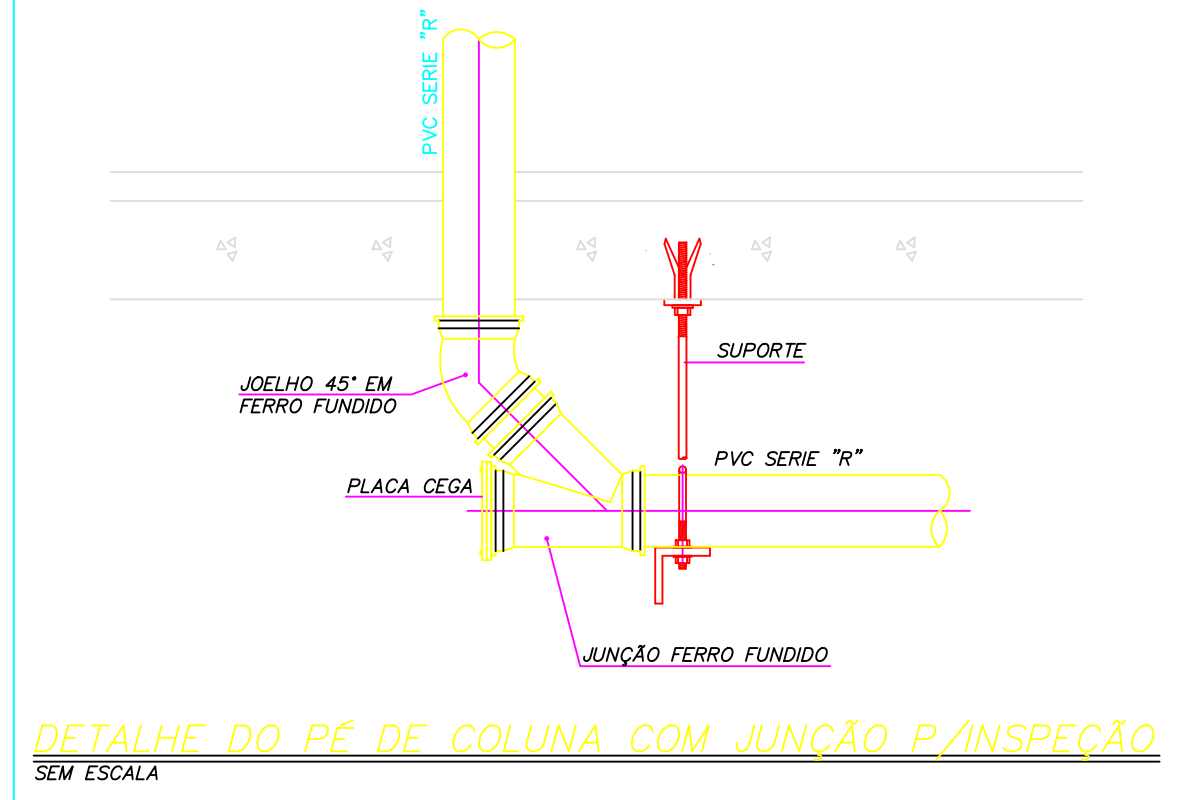 PVC SERIE "R"
SUPORTE
JOELHO 45° EM
FERRO FUNDIDO
PVC SERIE "R"
PLACA CEGA
JUNÇÃO FERRO FUNDIDO
DETALHE DO PÉ DE COLUNA COM JUNÇÃO P/INSPEÇÃO
SEM ESCALA